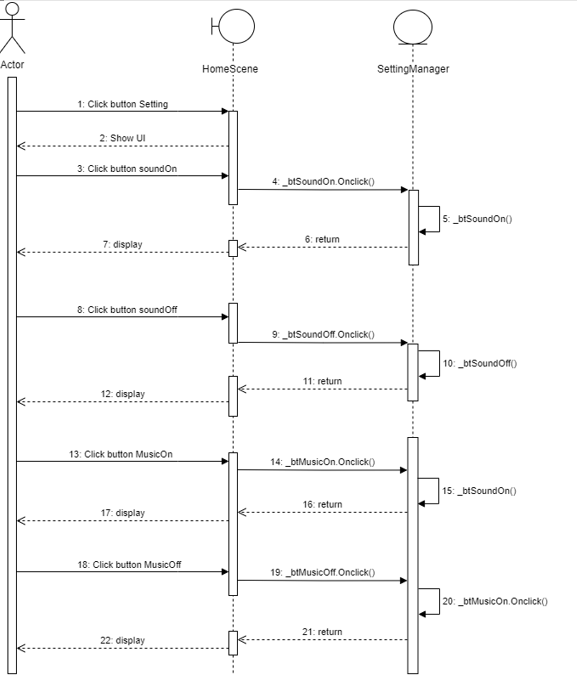 Actor
HomeScene
SettingManager
1: Click button Setting
2: Show UI
3: Click button soundOn
4: _btSoundOn.Onclick()
5: _btSoundOn()
6: return
7: display
8: Click button soundOff
9: _btSoundOff.Onclick()
10: _btSoundOff()
11: return
12: display
13: Click button MusicOn
14: _btMusicOn.Onclick()
15: _btSoundOn()
16: return
17: display
18: Click button MusicOff
19: _btMusicOff.Onclick()
20: _btMusicOn.Onclick()
21: return
22: display